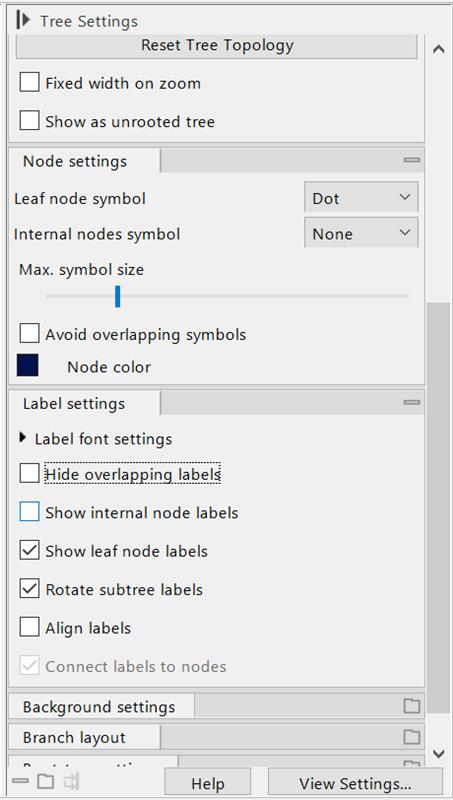 Tree Settings
Reset Tree Topology
Fixed width on zoom
Show as unrooted tree
Node settings
Leaf node symbol Dot
Internal nodes symbol None
Max. symbol size
Avoid overlapping symbols
Node color
Label settings
Label font settings
Hide overlapping labels
Show internal node labels
Show leaf node labels
Rotate subtree labels
Align labels
Connect labels to nodes
Background settings
Branch layout
Help View Settings...